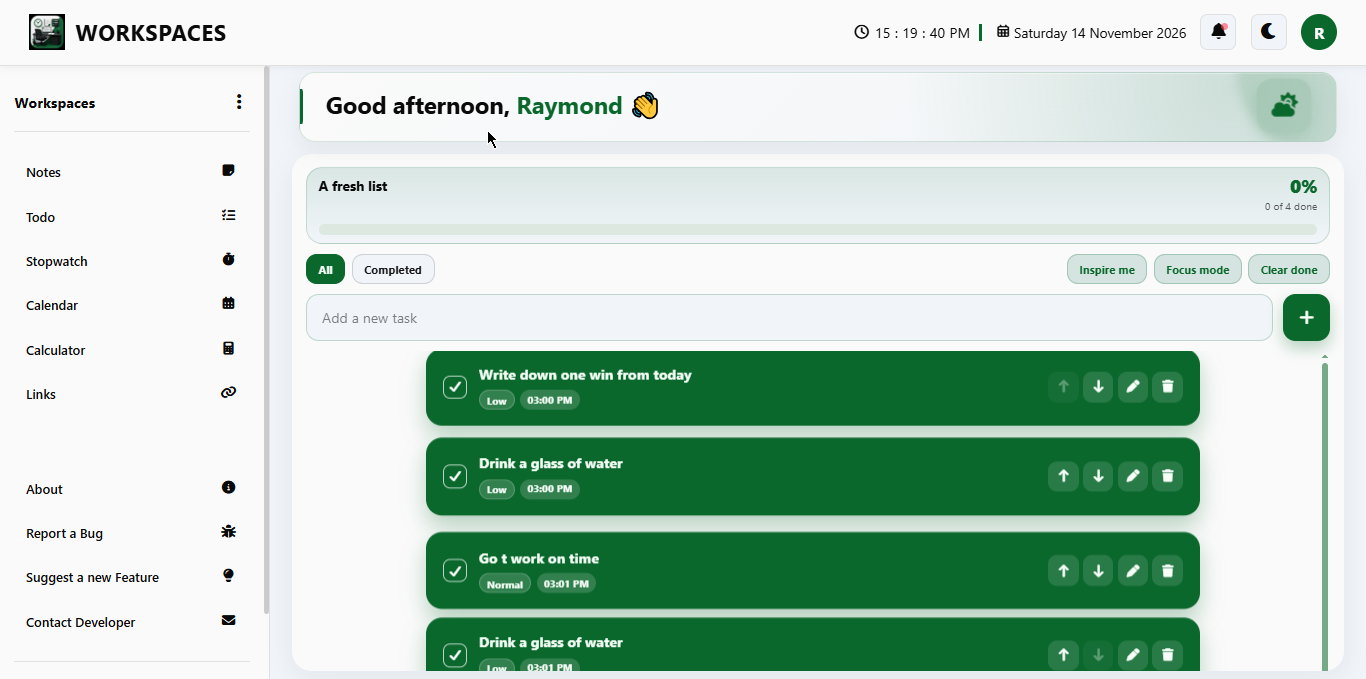 WORKSPACES
15 : 19 : 40 PM
Saturday 14 November 2026
R
Workspaces
Notes
Todo
Stopwatch
Calendar
Calculator
Links
About
Report a Bug
Suggest a new Feature
Contact Developer
Good afternoon, Raymond 👋
A fresh list
0%
0 of 4 done
All
Completed
Inspire me
Focus mode
Clear done
Add a new task
+
Write down one win from today
Low
03:00 PM
Drink a glass of water
Low
03:00 PM
Go t work on time
Normal
03:01 PM
Drink a glass of water
Low
03:01 PM